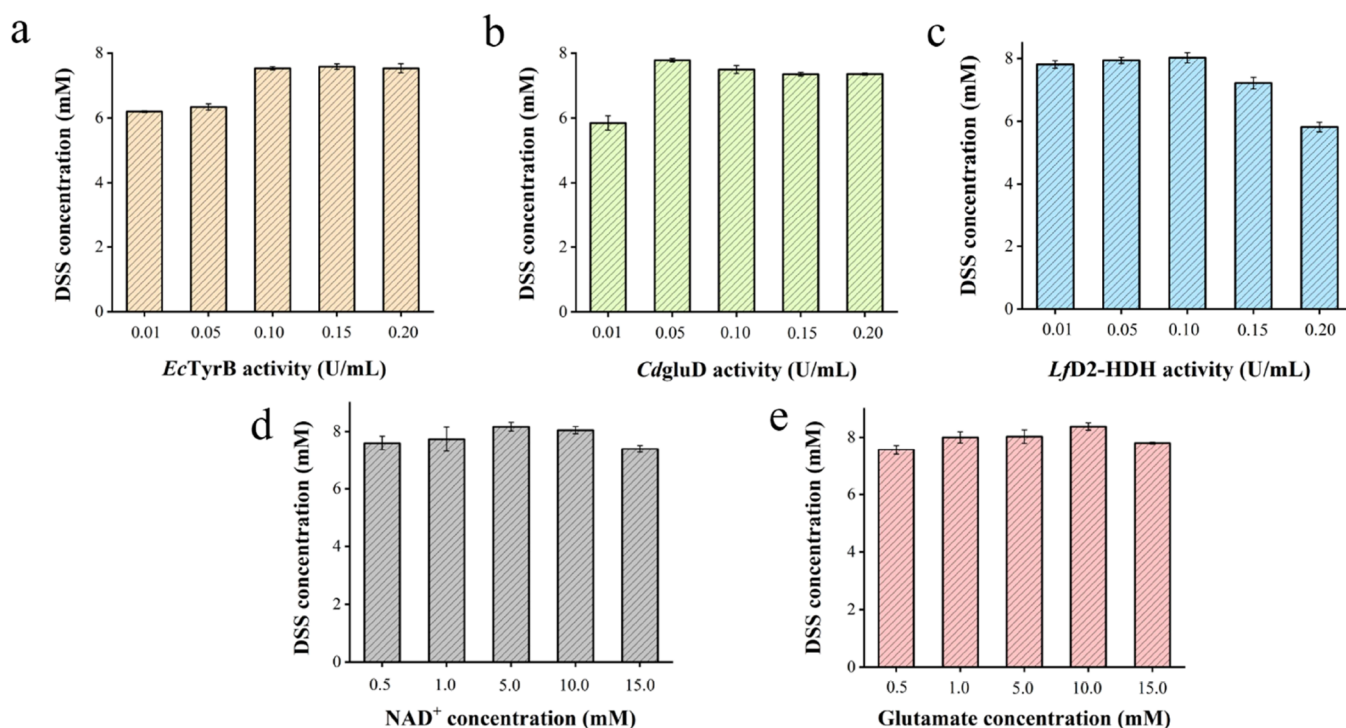 a
DSS concentration (mM)
8
6
4
2
0
0.01 0.05 0.10 0.15 0.20
EcTyrB activity (U/mL)
b
DSS concentration (mM)
8
6
4
2
0
0.01 0.05 0.10 0.15 0.20
CdgluD activity (U/mL)
c
DSS concentration (mM)
8
6
4
2
0
0.01 0.05 0.10 0.15 0.20
LfD2-HDH activity (U/mL)
d
DSS concentration (mM)
8
6
4
2
0
0.5 1.0 5.0 10.0 15.0
NAD⁺ concentration (mM)
e
DSS concentration (mM)
8
6
4
2
0
0.5 1.0 5.0 10.0 15.0
Glutamate concentration (mM)